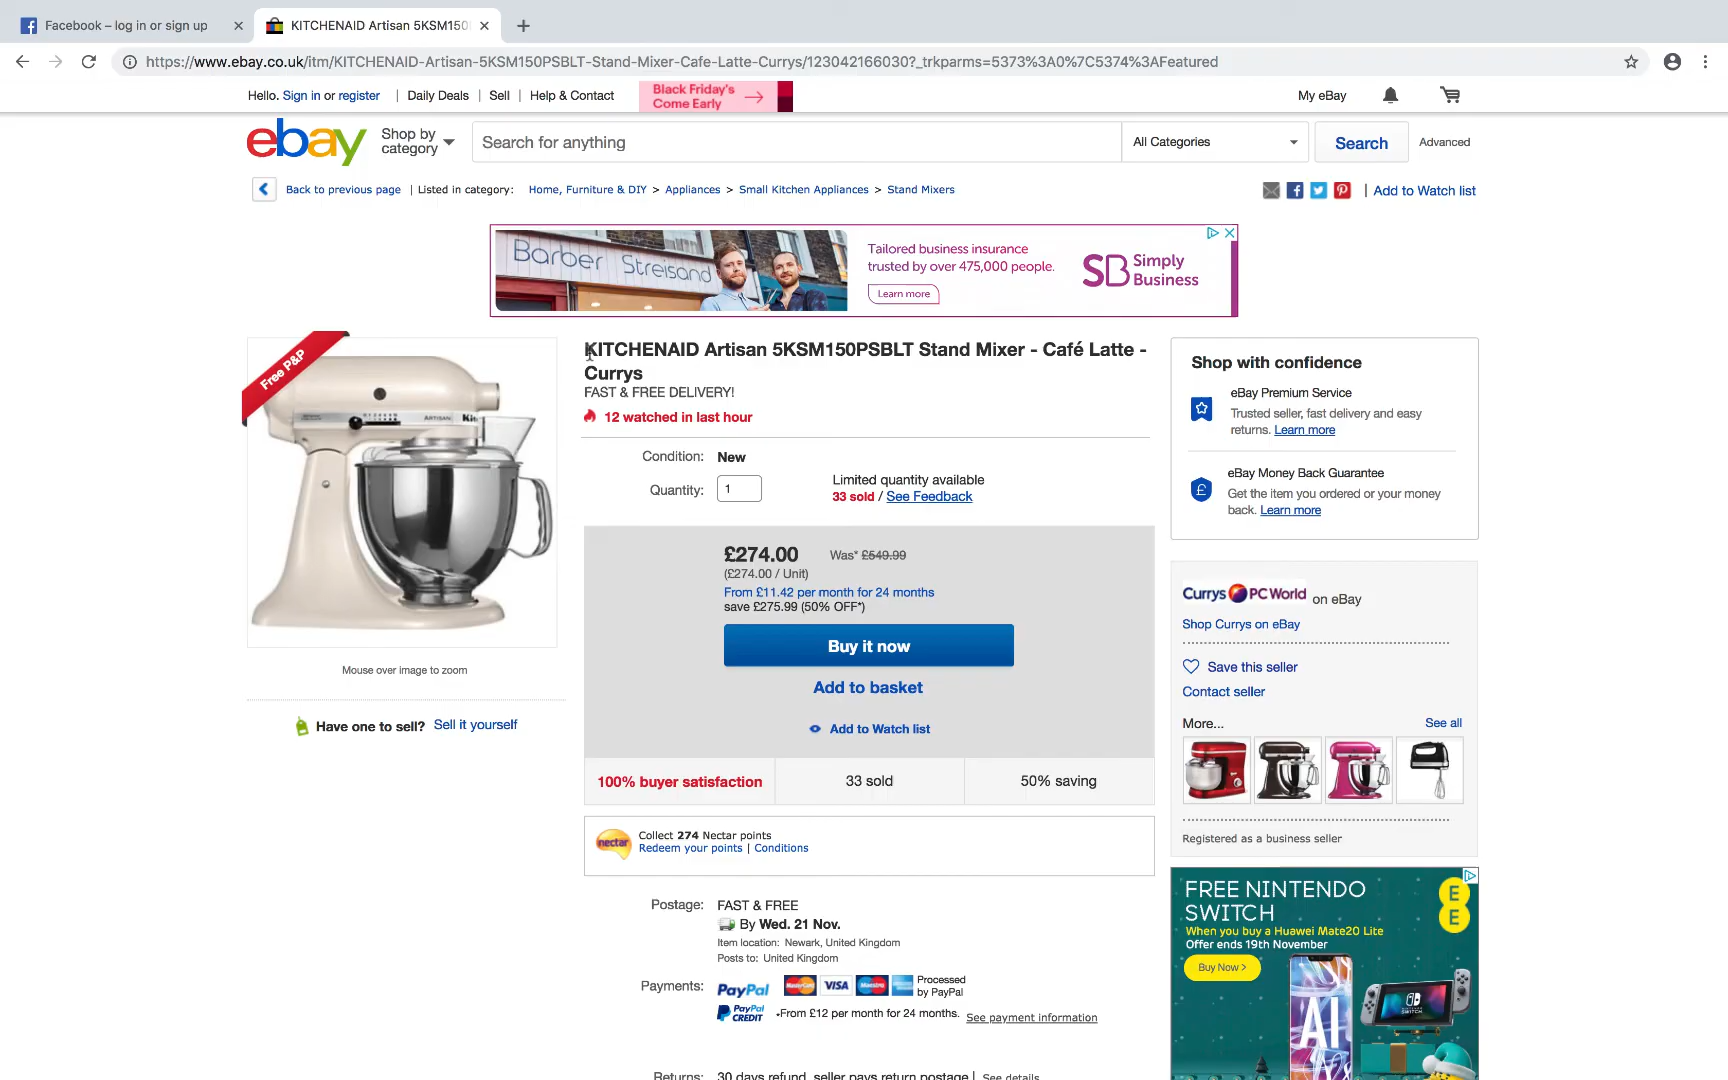 Facebook – log in or sign up
KITCHENAID Artisan 5KSM150
https://www.ebay.co.uk/itm/KITCHENAID-Artisan-5KSM150PSBLT-Stand-Mixer-Cafe-Latte-Currys/123042166030?_trkparms=5373%3A0%7C5374%3AFeatured
Hello. Sign in or register | Daily Deals | Sell | Help & Contact
Black Friday's
Come Early
My eBay
ebay
Shop by
category
Search for anything
All Categories
Search
Advanced
Back to previous page | Listed in category: Home, Furniture & DIY > Appliances > Small Kitchen Appliances > Stand Mixers
| Add to Watch list
Barber Streisand
Tailored business insurance
trusted by over 475,000 people.
Learn more
SB Simply
Business
Free P&P
ARTISAN
Kit
Mouse over image to zoom
Have one to sell? Sell it yourself
KITCHENAID Artisan 5KSM150PSBLT Stand Mixer - Café Latte -
Currys
FAST & FREE DELIVERY!
12 watched in last hour
Condition: New
Quantity: 1
Limited quantity available
33 sold / See Feedback
£274.00 Was* £549.99
(£274.00 / Unit)
From £11.42 per month for 24 months
save £275.99 (50% OFF*)
Buy it now
Add to basket
Add to Watch list
100% buyer satisfaction
33 sold
50% saving
nectar
Collect 274 Nectar points
Redeem your points | Conditions
Postage: FAST & FREE
By Wed. 21 Nov.
Item location: Newark, United Kingdom
Posts to: United Kingdom
Payments: PayPal MasterCard VISA Maestro Processed
by PayPal
PayPal
CREDIT
•From £12 per month for 24 months. See payment information
Returns: 30 days refund, seller pays return postage | See details
Shop with confidence
eBay Premium Service
Trusted seller, fast delivery and easy
returns. Learn more
£
eBay Money Back Guarantee
Get the item you ordered or your money
back. Learn more
Currys PC World on eBay
Shop Currys on eBay
Save this seller
Contact seller
More... See all
Registered as a business seller
FREE NINTENDO
SWITCH
When you buy a Huawei Mate20 Lite
Offer ends 19th November
Buy Now >
E
E
AI